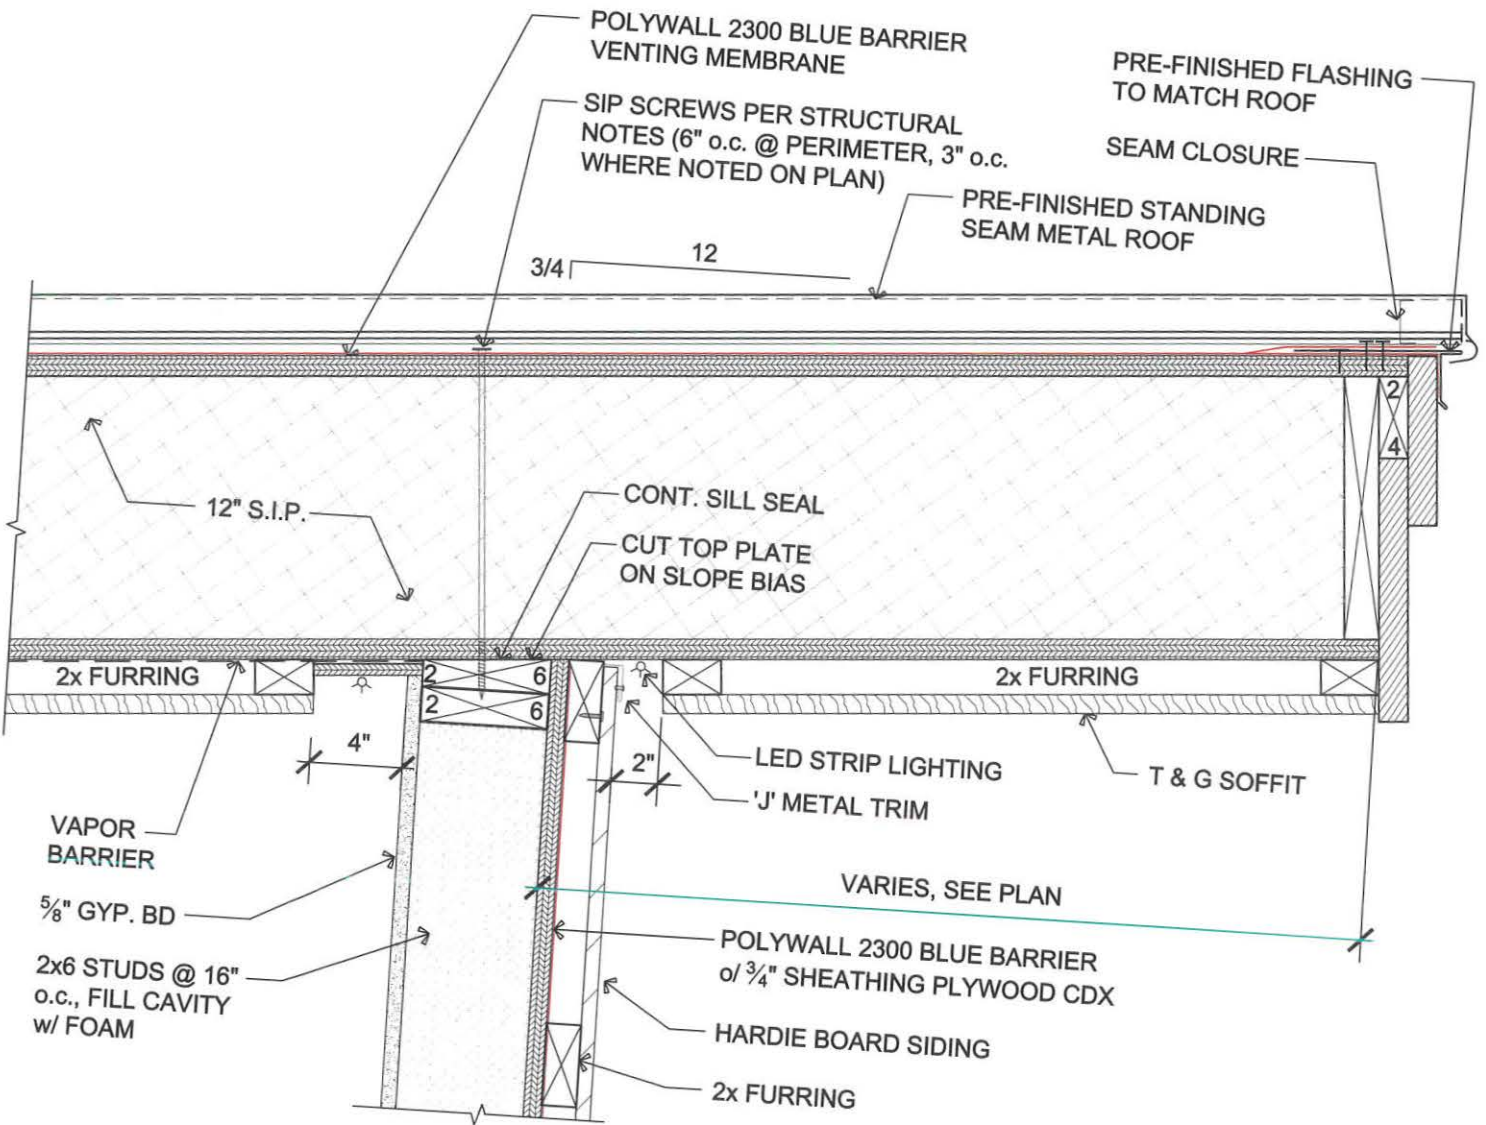 POLYWALL 2300 BLUE BARRIER
VENTING MEMBRANE
PRE-FINISHED FLASHING
TO MATCH ROOF
SIP SCREWS PER STRUCTURAL
NOTES (6" o.c. @ PERIMETER, 3" o.c.
WHERE NOTED ON PLAN)
SEAM CLOSURE
PRE-FINISHED STANDING
SEAM METAL ROOF
12
3/4
2
4
12" S.I.P.
CONT. SILL SEAL
CUT TOP PLATE
ON SLOPE BIAS
2x FURRING
2 6
2 6
2x FURRING
4"
2"
LED STRIP LIGHTING
'J' METAL TRIM
T & G SOFFIT
VAPOR
BARRIER
5⁄8" GYP. BD
VARIES, SEE PLAN
2x6 STUDS @ 16"
o.c., FILL CAVITY
w/ FOAM
POLYWALL 2300 BLUE BARRIER
o/ 3⁄4" SHEATHING PLYWOOD CDX
HARDIE BOARD SIDING
2x FURRING